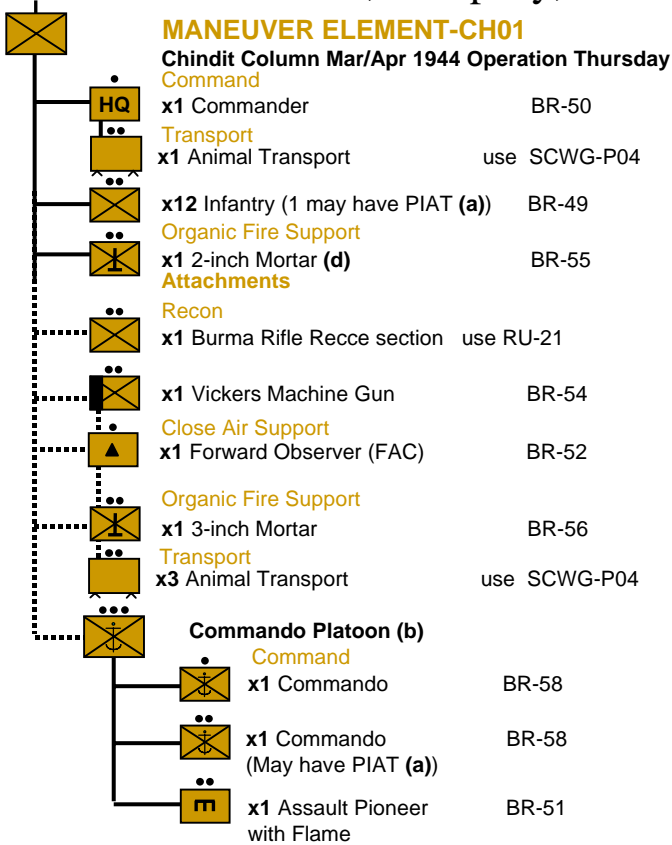 MANEUVER ELEMENT-CH01
Chindit Column Mar/Apr 1944 Operation Thursday
Command
HQ x1 Commander BR-50
Transport
x1 Animal Transport use SCWG-P04
x12 Infantry (1 may have PIAT (a)) BR-49
Organic Fire Support
x1 2-inch Mortar (d) BR-55
Attachments
Recon
x1 Burma Rifle Recce section use RU-21
x1 Vickers Machine Gun BR-54
Close Air Support
x1 Forward Observer (FAC) BR-52
Organic Fire Support
x1 3-inch Mortar BR-56
Transport
x3 Animal Transport use SCWG-P04
Commando Platoon (b)
Command
x1 Commando BR-58
x1 Commando BR-58
(May have PIAT (a))
x1 Assault Pioneer BR-51
with Flame